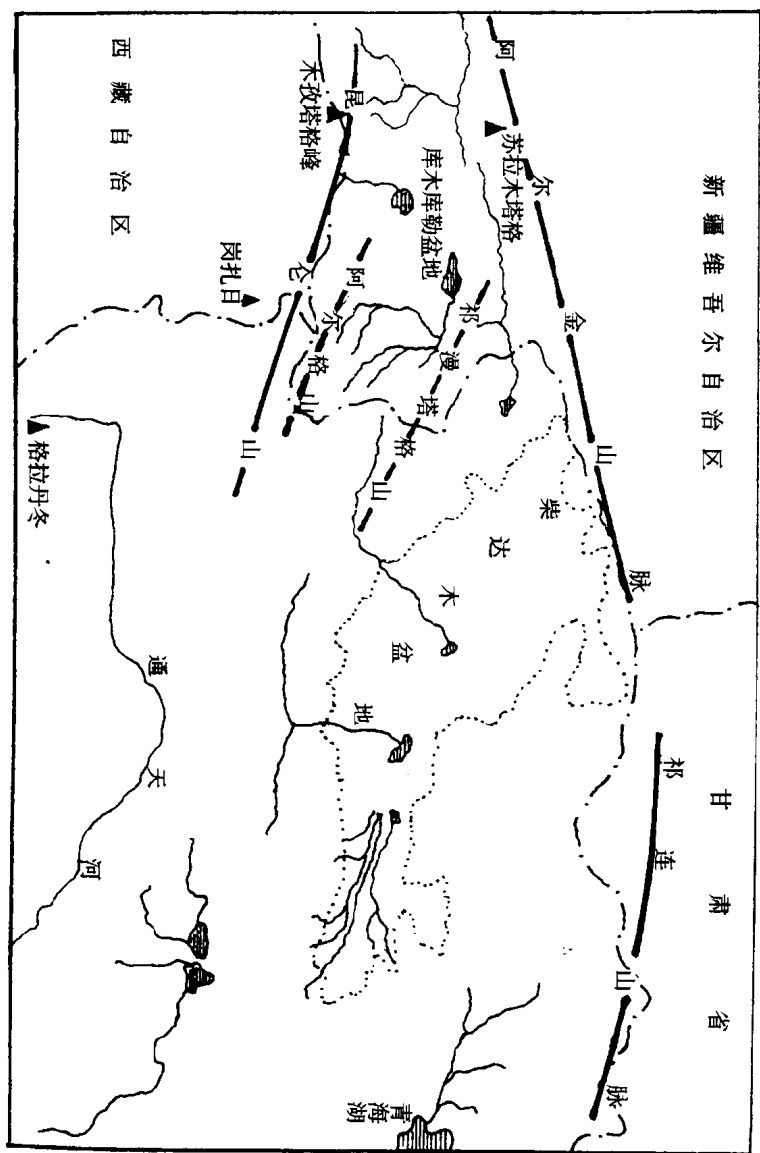 新疆维吾尔自治区
甘肃省
西藏自治区
阿尔金山脉
祁连山脉
苏拉木塔格
昆仑山
木孜塔格峰
库木库勒盆地
祁漫塔格山
阿尔格山
岗扎日
柴达木盆地
格拉丹冬
通天河
青海湖